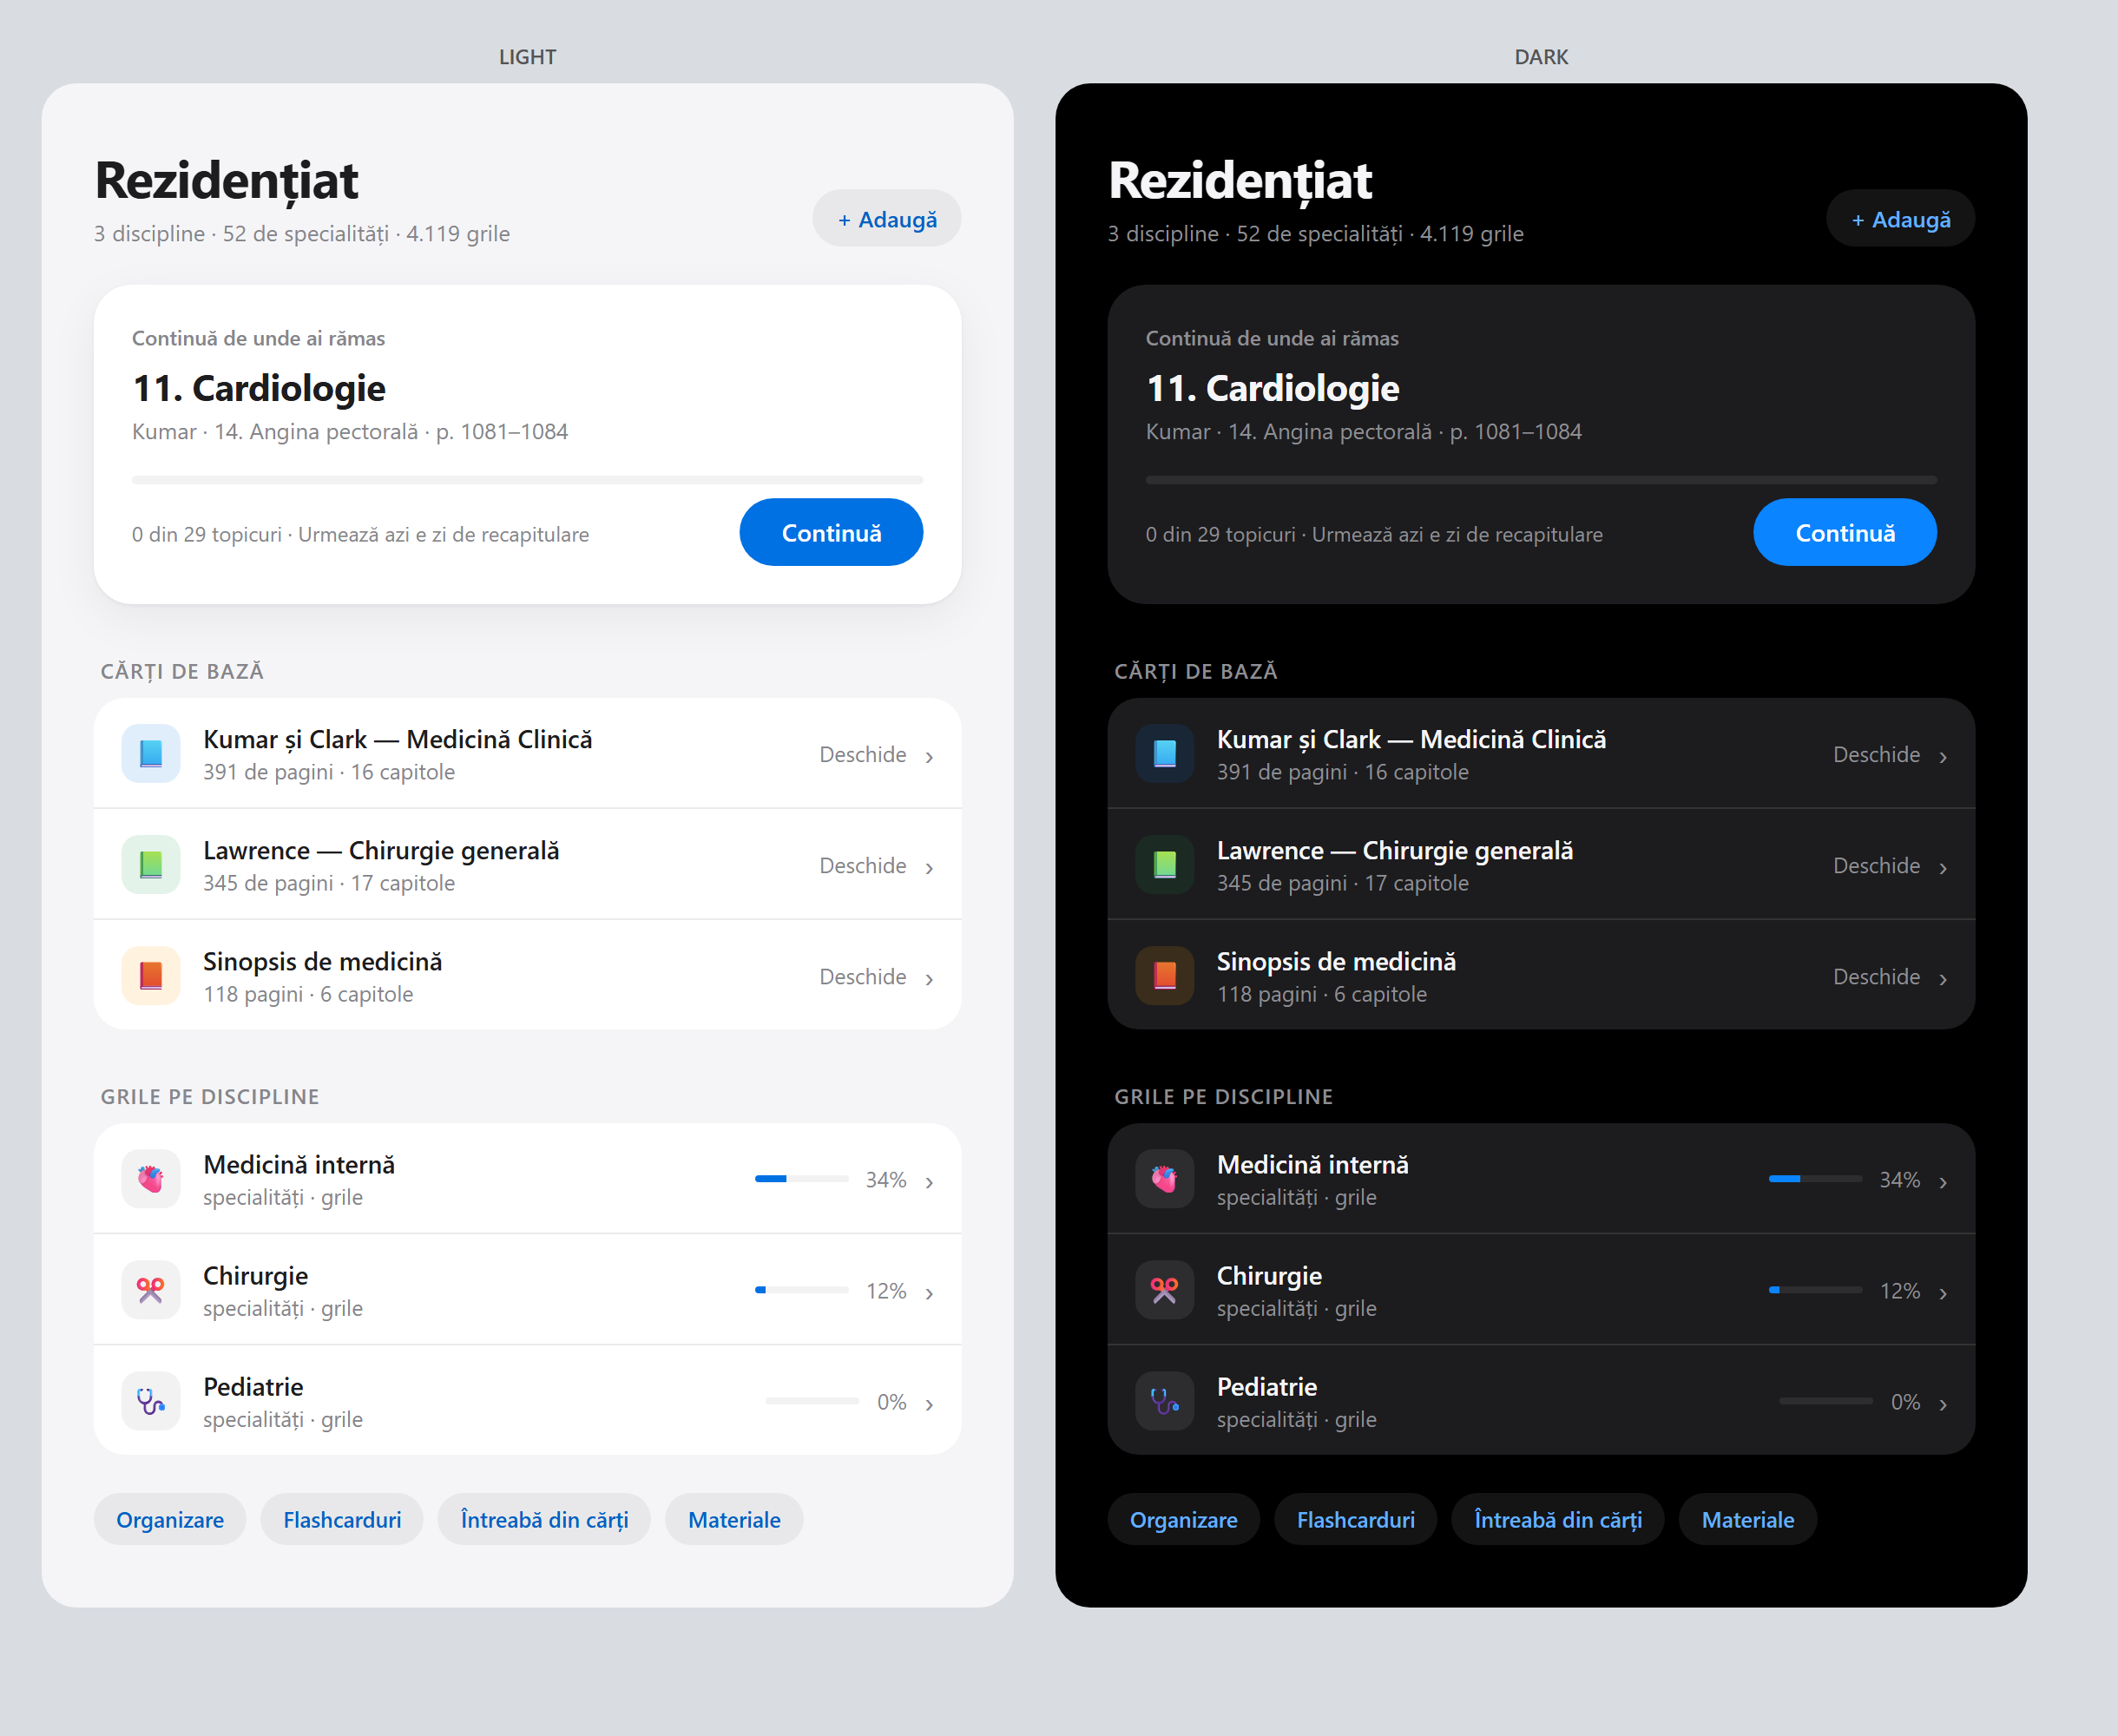 LIGHT
Rezidențiat
3 discipline · 52 de specialități · 4.119 grile
+ Adaugă
Continuă de unde ai rămas
11. Cardiologie
Kumar · 14. Angina pectorală · p. 1081–1084
0 din 29 topicuri · Urmează azi e zi de recapitulare
Continuă
CĂRȚI DE BAZĂ
Kumar și Clark — Medicină Clinică
391 de pagini · 16 capitole
Deschide ›
Lawrence — Chirurgie generală
345 de pagini · 17 capitole
Deschide ›
Sinopsis de medicină
118 pagini · 6 capitole
Deschide ›
GRILE PE DISCIPLINE
Medicină internă
specialități · grile
34% ›
Chirurgie
specialități · grile
12% ›
Pediatrie
specialități · grile
0% ›
Organizare
Flashcarduri
Întreabă din cărți
Materiale
DARK
Rezidențiat
3 discipline · 52 de specialități · 4.119 grile
+ Adaugă
Continuă de unde ai rămas
11. Cardiologie
Kumar · 14. Angina pectorală · p. 1081–1084
0 din 29 topicuri · Urmează azi e zi de recapitulare
Continuă
CĂRȚI DE BAZĂ
Kumar și Clark — Medicină Clinică
391 de pagini · 16 capitole
Deschide ›
Lawrence — Chirurgie generală
345 de pagini · 17 capitole
Deschide ›
Sinopsis de medicină
118 pagini · 6 capitole
Deschide ›
GRILE PE DISCIPLINE
Medicină internă
specialități · grile
34% ›
Chirurgie
specialități · grile
12% ›
Pediatrie
specialități · grile
0% ›
Organizare
Flashcarduri
Întreabă din cărți
Materiale